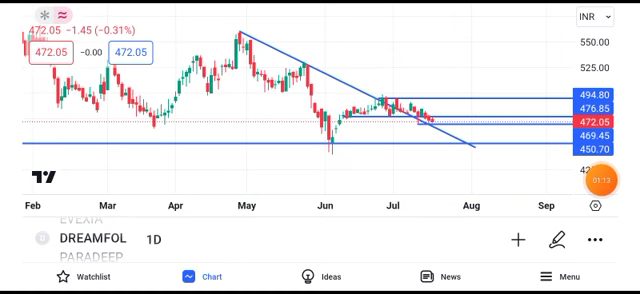 INR
472.05 −1.45 (−0.31%)
472.05 −0.00 472.05
550.00
525.00
494.80
476.85
472.05
469.45
450.70
01:13
Feb Mar Apr May Jun Jul Aug Sep
EVEXIA
D DREAMFOL 1D
PARADEEP
Watchlist Chart Ideas News Menu